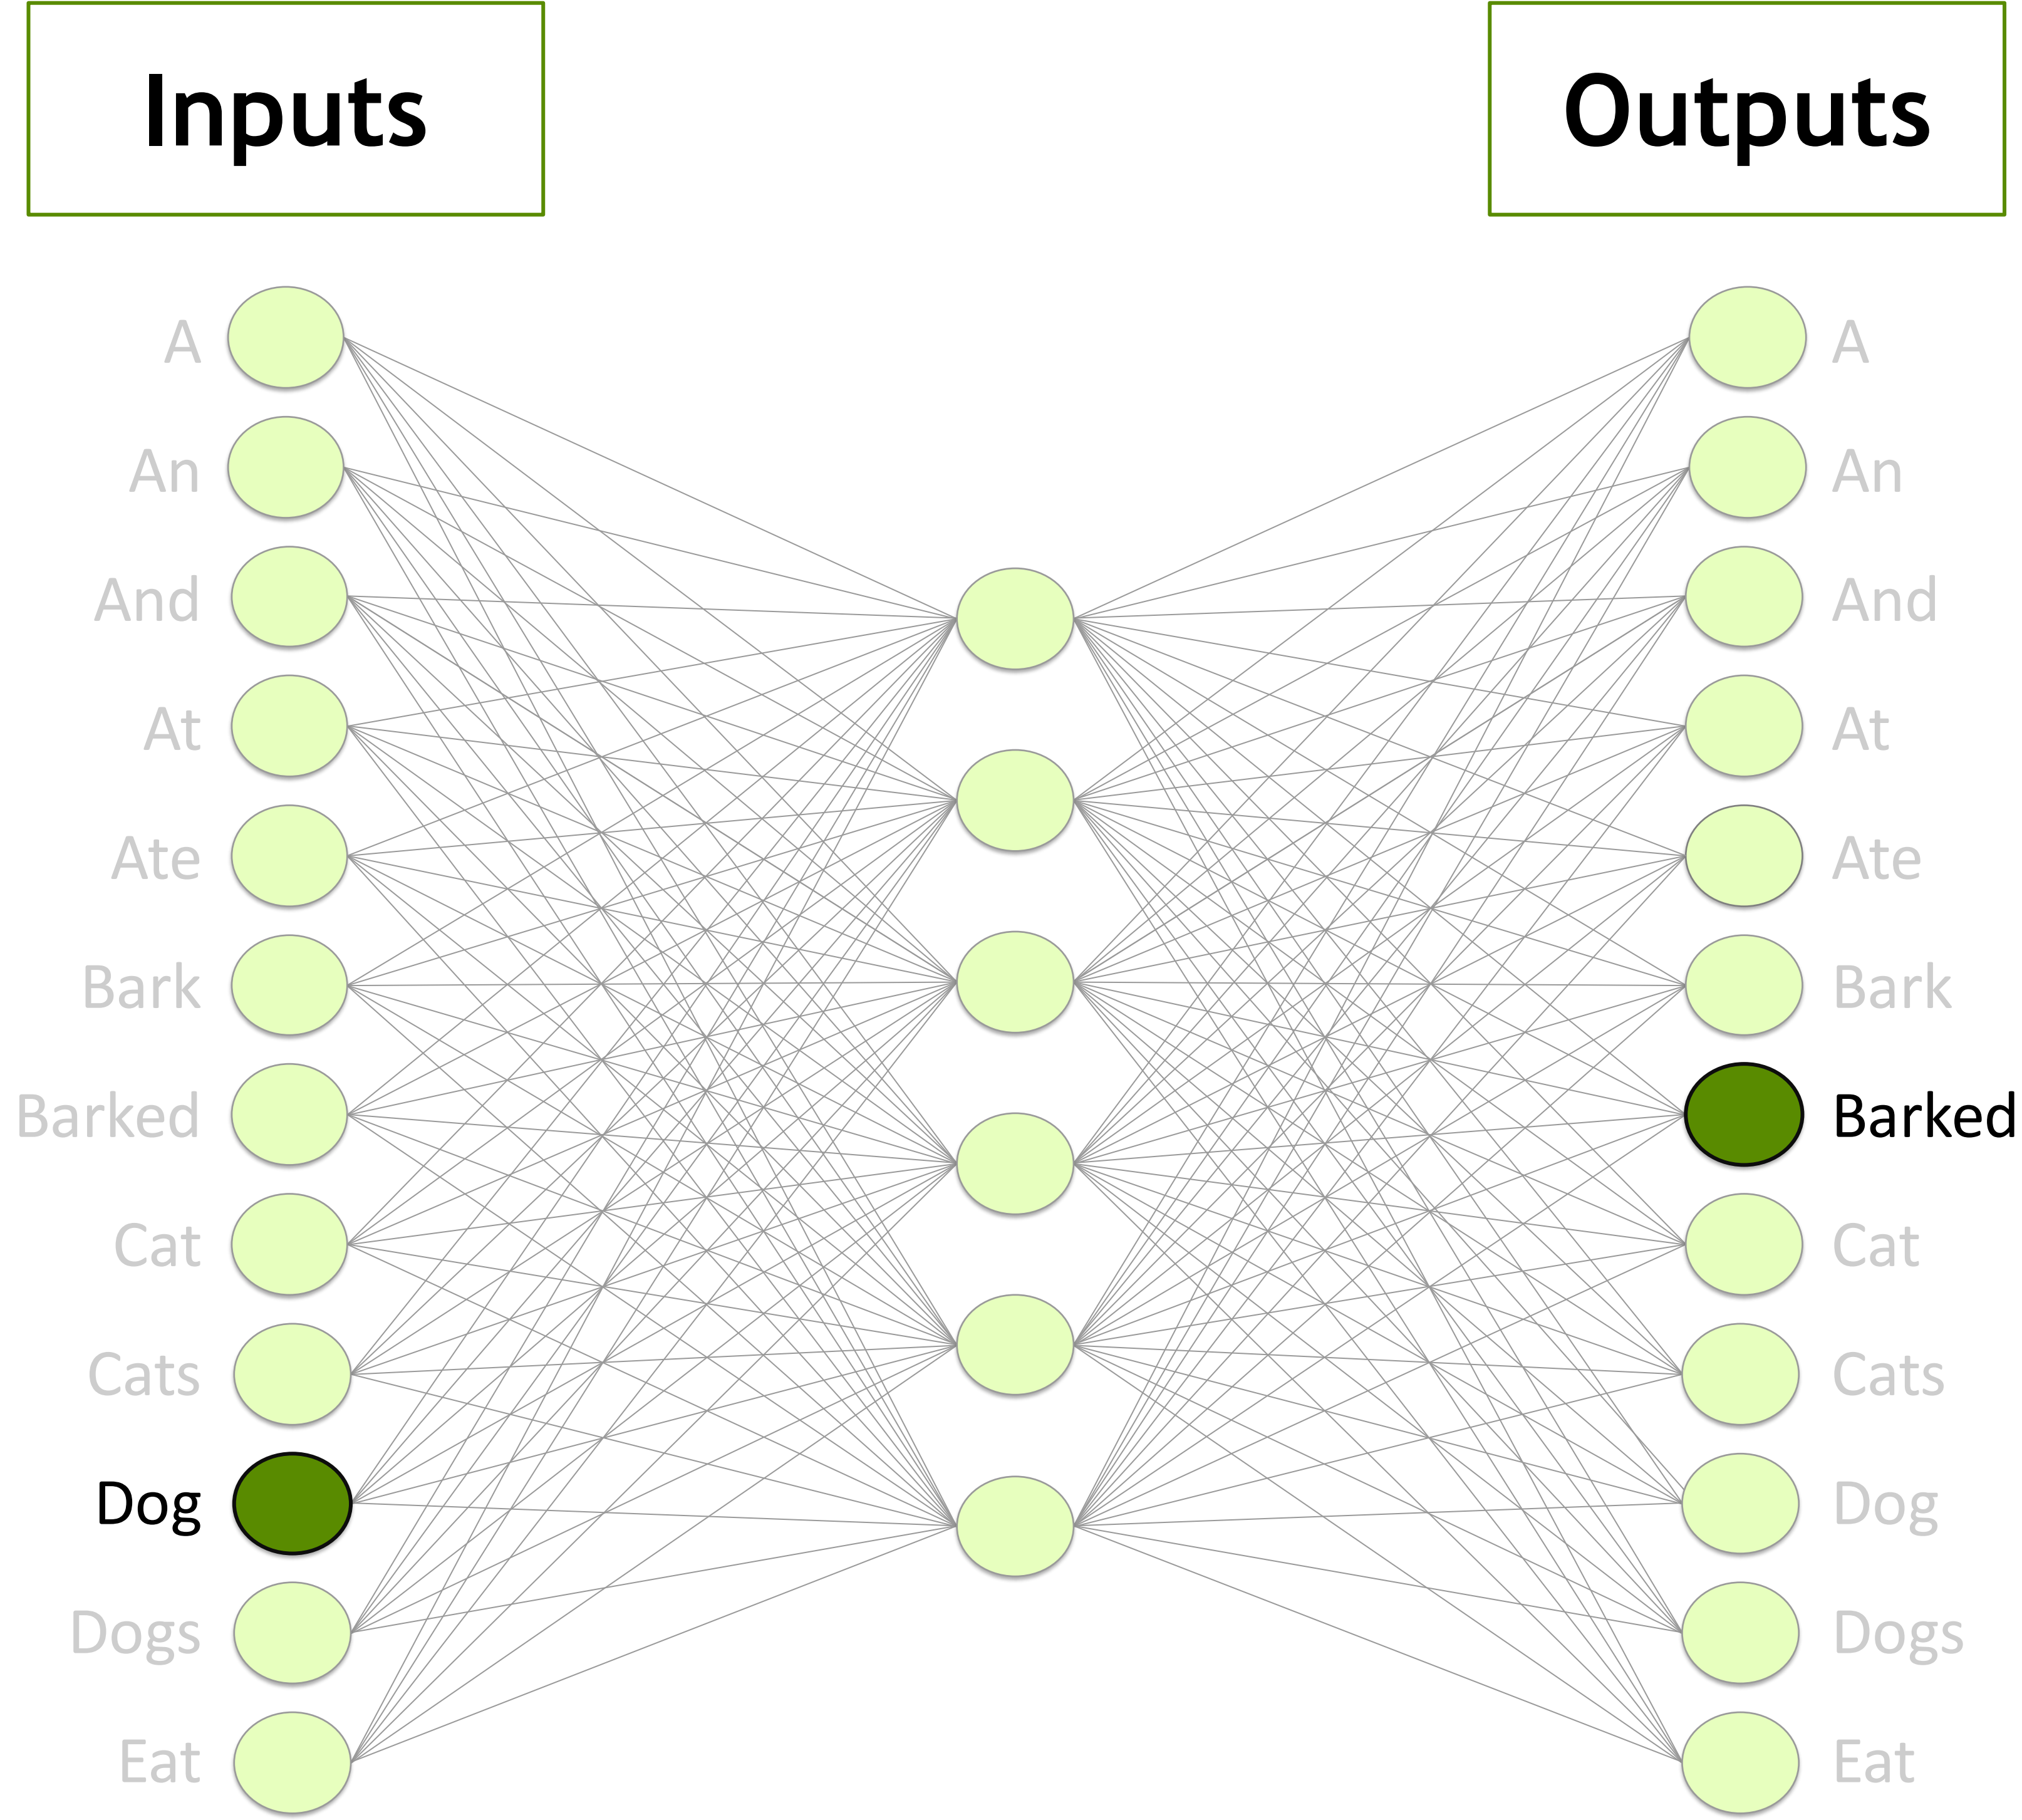 Inputs
Outputs
A
An
And
At
Ate
Bark
Barked
Cat
Cats
Dog
Dogs
Eat
A
An
And
At
Ate
Bark
Barked
Cat
Cats
Dog
Dogs
Eat